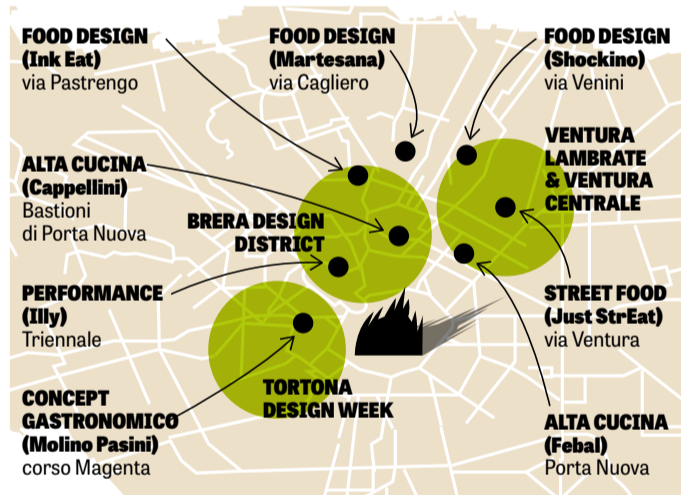 FOOD DESIGN
(Ink Eat)
via Pastrengo
FOOD DESIGN
(Martesana)
via Cagliero
FOOD DESIGN
(Shockino)
via Venini
VENTURA
LAMBRATE
& VENTURA
CENTRALE
ALTA CUCINA
(Cappellini)
Bastioni
di Porta Nuova
BRERA DESIGN
DISTRICT
PERFORMANCE
(Illy)
Triennale
STREET FOOD
(Just StrEat)
via Ventura
TORTONA
DESIGN WEEK
CONCEPT
GASTRONOMICO
(Molino Pasini)
corso Magenta
ALTA CUCINA
(Febal)
Porta Nuova